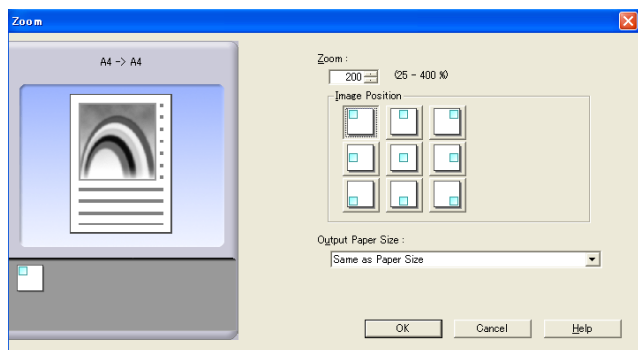 Zoom
A4 -> A4
Zoom :
200 (25 - 400 %)
Image Position
Output Paper Size :
Same as Paper Size
OK Cancel Help